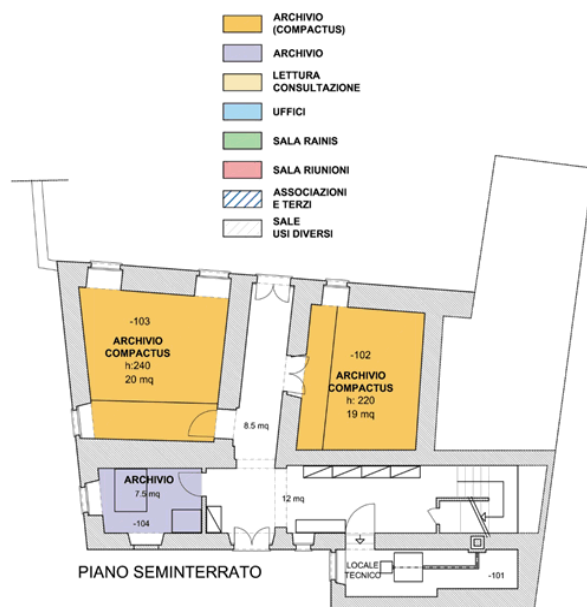 ARCHIVIO
(COMPACTUS)
ARCHIVIO
LETTURA
CONSULTAZIONE
UFFICI
SALA RAINIS
SALA RIUNIONI
ASSOCIAZIONI
E TERZI
SALE
USI DIVERSI
-103
ARCHIVIO
COMPACTUS
h:240
20 mq
-102
ARCHIVIO
COMPACTUS
h: 220
19 mq
8.5 mq
ARCHIVIO
7.5 mq
-104
12 mq
LOCALE
TECNICO
-101
PIANO SEMINTERRATO